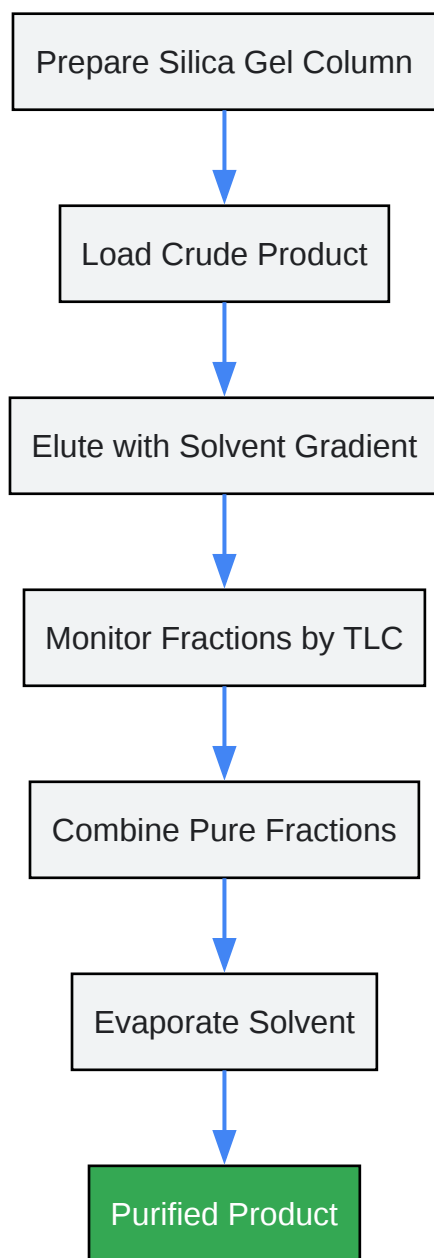 Prepare Silica Gel Column
Load Crude Product
Elute with Solvent Gradient
Monitor Fractions by TLC
Combine Pure Fractions
Evaporate Solvent
Purified Product